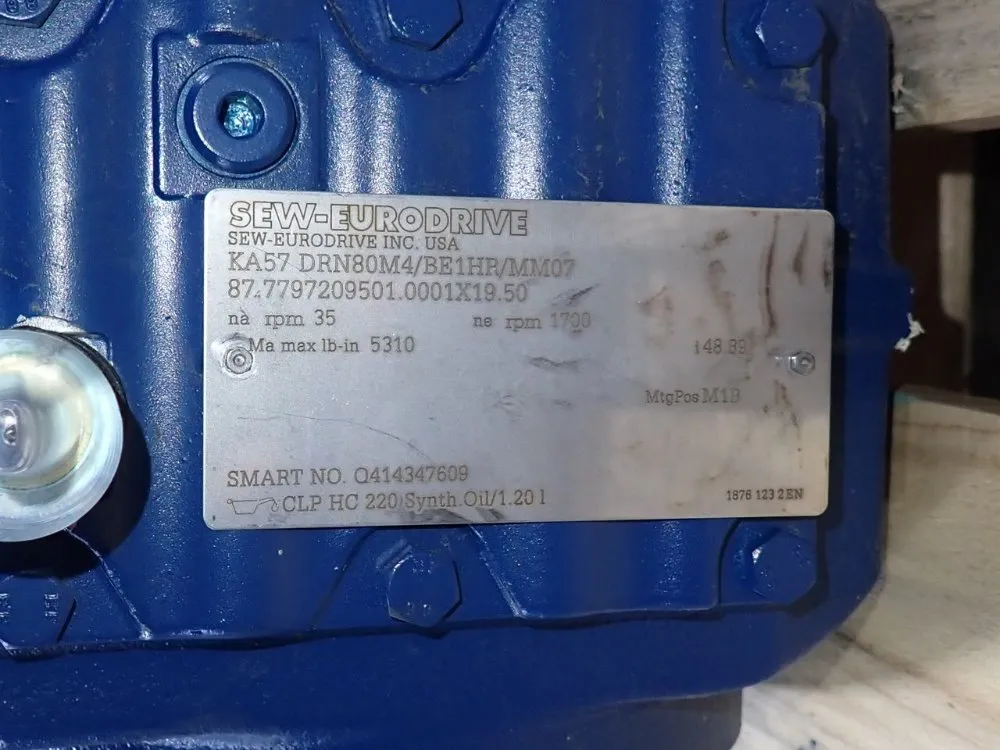 SEW-EURODRIVE
SEW-EURODRIVE INC. USA
KA57 DRN80M4/BE1HR/MM07
87.7797209501.0001X19.50
na rpm 35 ne rpm 1700
Ma max lb-in 5310 i 48.89
MtgPos M1B
SMART NO. Q414347609
CLP HC 220/Synth.Oil/1.20 l
1876 123 2 EN